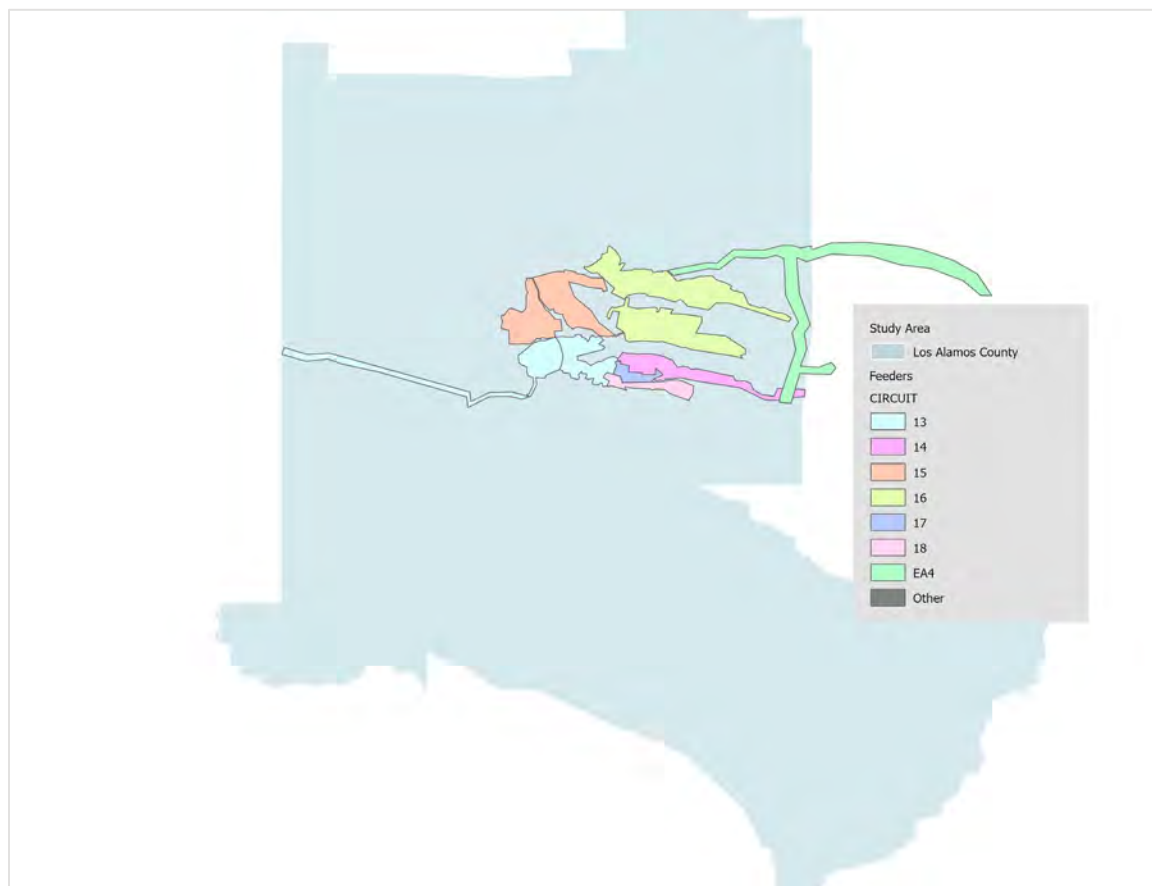 Study Area
Los Alamos County
Feeders
CIRCUIT
13
14
15
16
17
18
EA4
Other